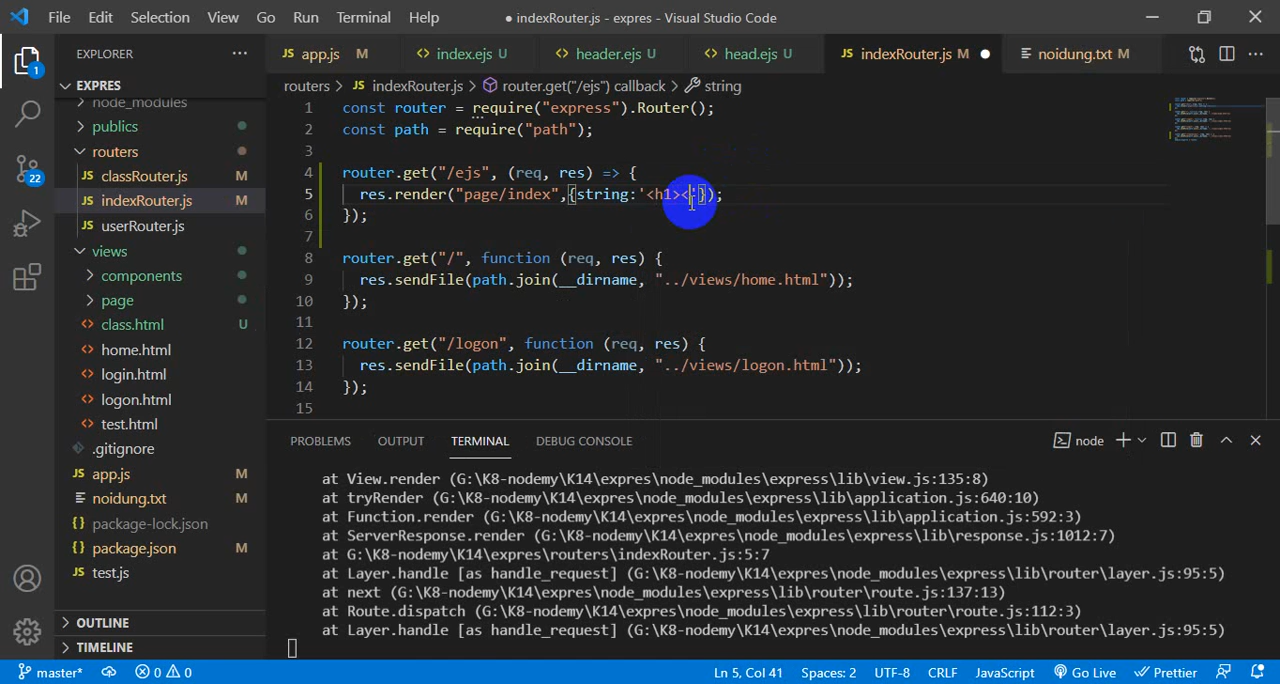 File Edit Selection View Go Run Terminal Help
● indexRouter.js - expres - Visual Studio Code
EXPLORER
EXPRES
node_modules
publics
routers
JS classRouter.js
JS indexRouter.js
JS userRouter.js
views
components
page
<> class.html U
<> home.html
<> login.html
<> logon.html
<> test.html
.gitignore
JS app.js M
noidung.txt M
{} package-lock.json
{} package.json M
JS test.js
OUTLINE
TIMELINE
1
22
JS app.js M <> index.ejs U <> header.ejs U <> head.ejs U JS indexRouter.js M ● noidung.txt M
routers > JS indexRouter.js > router.get("/ejs") callback > string
1 const router = require("express").Router();
2 const path = require("path");
3
4 router.get("/ejs", (req, res) => {
5 res.render("page/index",{string:'<h1><'});
6 });
7
8 router.get("/", function (req, res) {
9 res.sendFile(path.join(__dirname, "../views/home.html"));
10 });
11
12 router.get("/logon", function (req, res) {
13 res.sendFile(path.join(__dirname, "../views/logon.html"));
14 });
15
PROBLEMS OUTPUT TERMINAL DEBUG CONSOLE
node
at View.render (G:\K8-nodemy\K14\expres\node_modules\express\lib\view.js:135:8)
at tryRender (G:\K8-nodemy\K14\expres\node_modules\express\lib\application.js:640:10)
at Function.render (G:\K8-nodemy\K14\expres\node_modules\express\lib\application.js:592:3)
at ServerResponse.render (G:\K8-nodemy\K14\expres\node_modules\express\lib\response.js:1012:7)
at G:\K8-nodemy\K14\expres\routers\indexRouter.js:5:7
at Layer.handle [as handle_request] (G:\K8-nodemy\K14\expres\node_modules\express\lib\router\layer.js:95:5)
at next (G:\K8-nodemy\K14\expres\node_modules\express\lib\router\route.js:137:13)
at Route.dispatch (G:\K8-nodemy\K14\expres\node_modules\express\lib\router\route.js:112:3)
at Layer.handle [as handle_request] (G:\K8-nodemy\K14\expres\node_modules\express\lib\router\layer.js:95:5)
master* 0 0 Ln 5, Col 41 Spaces: 2 UTF-8 CRLF JavaScript Go Live Prettier